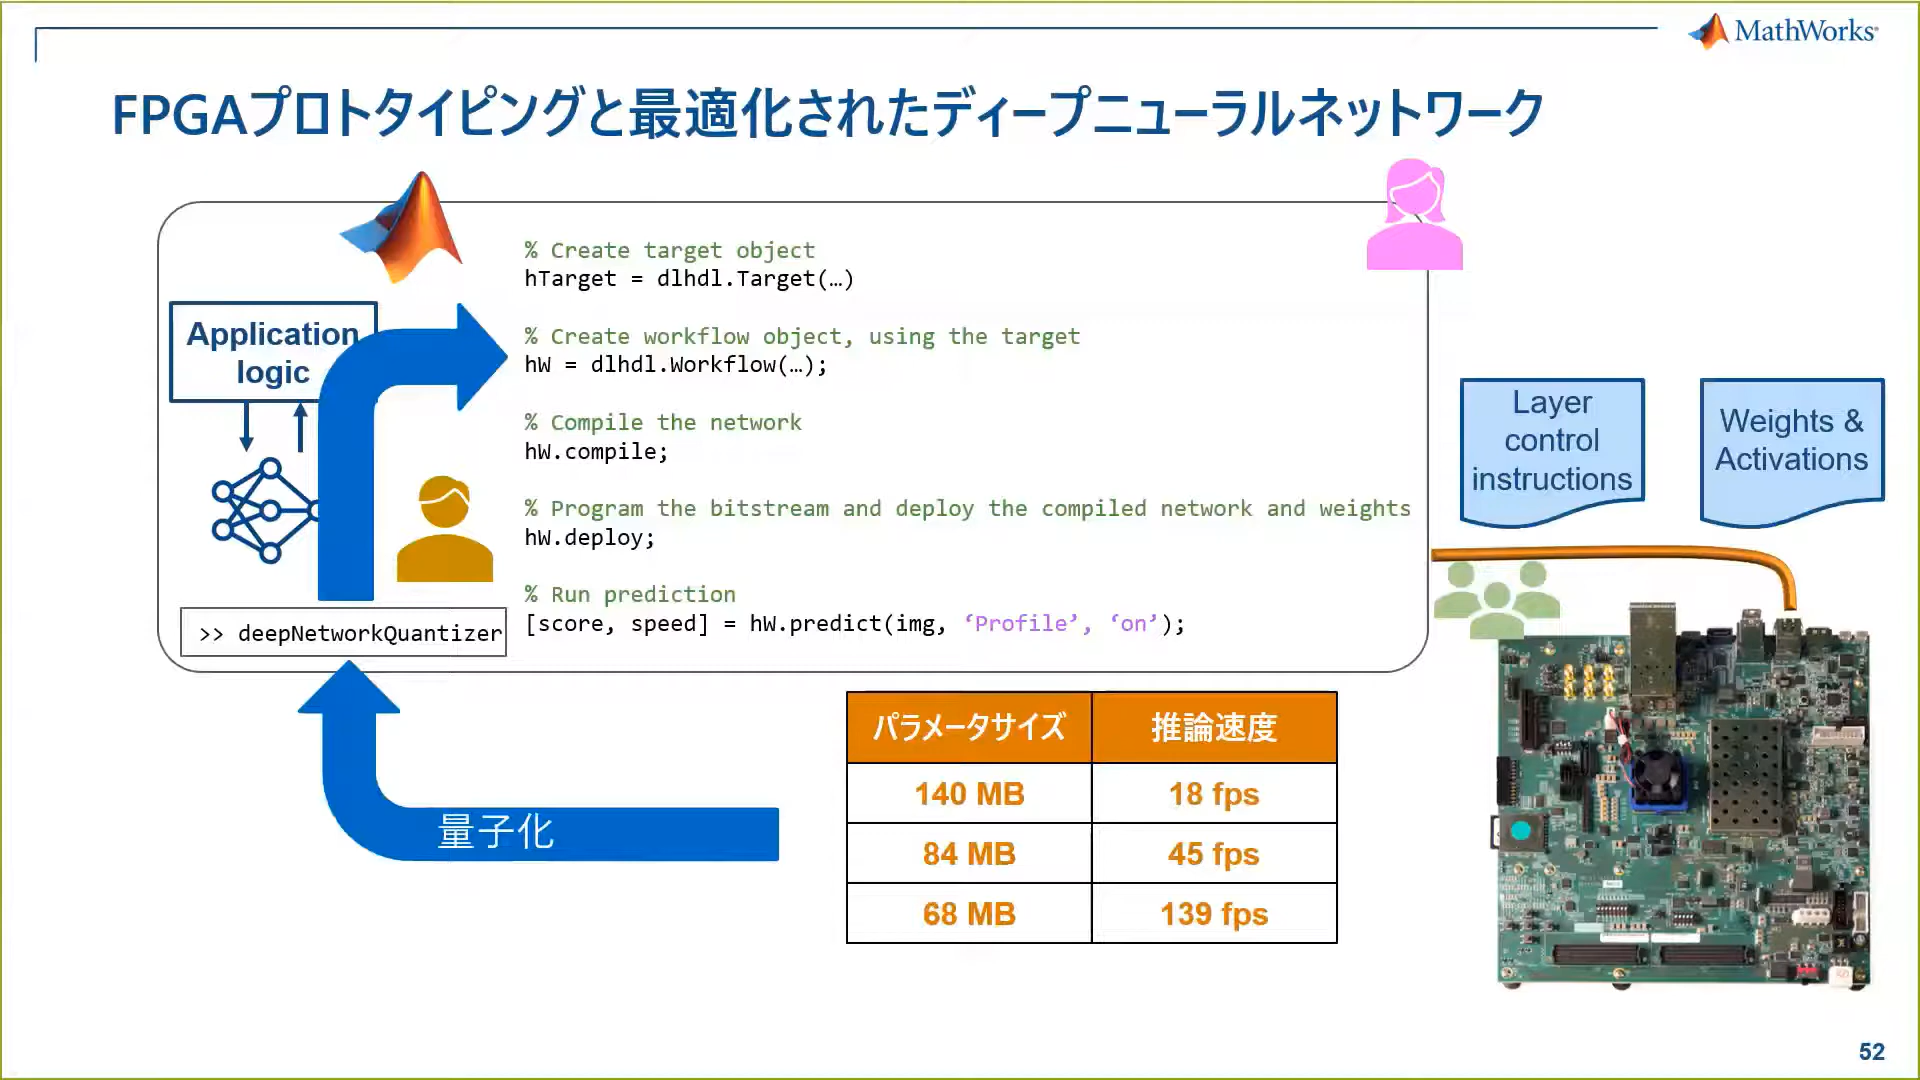 MathWorks
FPGAプロトタイピングと最適化されたディープニューラルネットワーク
Application
logic
% Create target object
hTarget = dlhdl.Target(…)
% Create workflow object, using the target
hW = dlhdl.Workflow(…);
% Compile the network
hW.compile;
% Program the bitstream and deploy the compiled network and weights
hW.deploy;
% Run prediction
[score, speed] = hW.predict(img, ‘Profile’, ‘on’);
>> deepNetworkQuantizer
Layer
control
instructions
Weights &
Activations
量子化
パラメータサイズ 推論速度
140 MB 18 fps
84 MB 45 fps
68 MB 139 fps
52